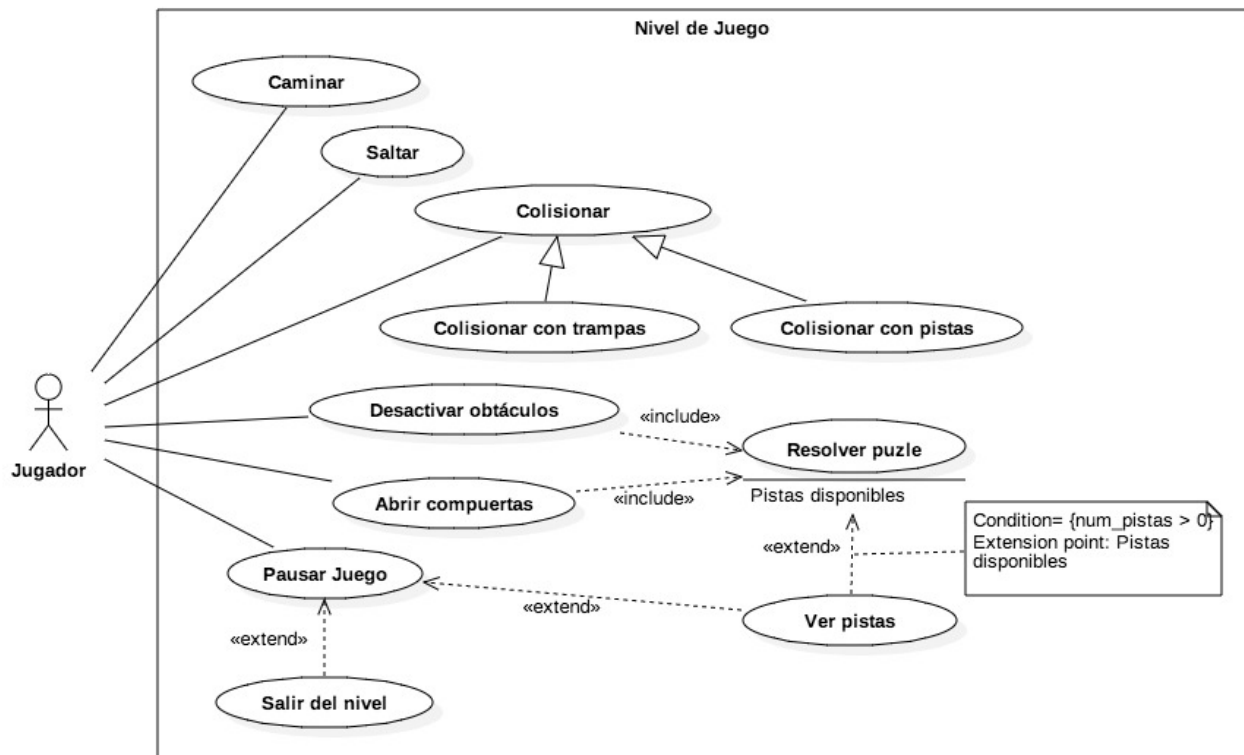 Nivel de Juego
Caminar
Saltar
Colisionar
Colisionar con trampas
Colisionar con pistas
Jugador
Desactivar obtáculos
«include»
Resolver puzle
Abrir compuertas
«include»
Pistas disponibles
Condition= {num_pistas > 0}
Extension point: Pistas
disponibles
«extend»
Pausar Juego
«extend»
Ver pistas
«extend»
Salir del nivel